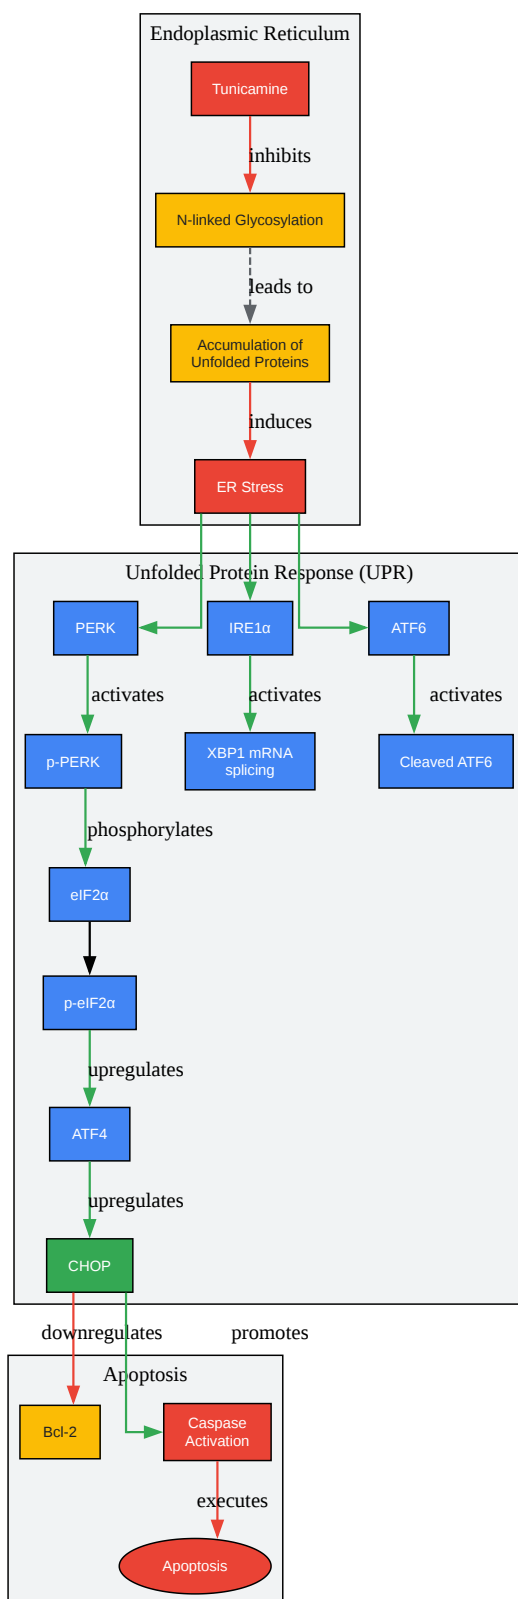 Endoplasmic Reticulum
Tunicamine
inhibits
N-linked Glycosylation
leads to
Accumulation of
Unfolded Proteins
induces
ER Stress
Unfolded Protein Response (UPR)
PERK
IRE1α
ATF6
activates
activates
activates
p-PERK
XBP1 mRNA
splicing
Cleaved ATF6
phosphorylates
eIF2α
p-eIF2α
upregulates
ATF4
upregulates
CHOP
downregulates
promotes
Apoptosis
Bcl-2
Caspase
Activation
executes
Apoptosis